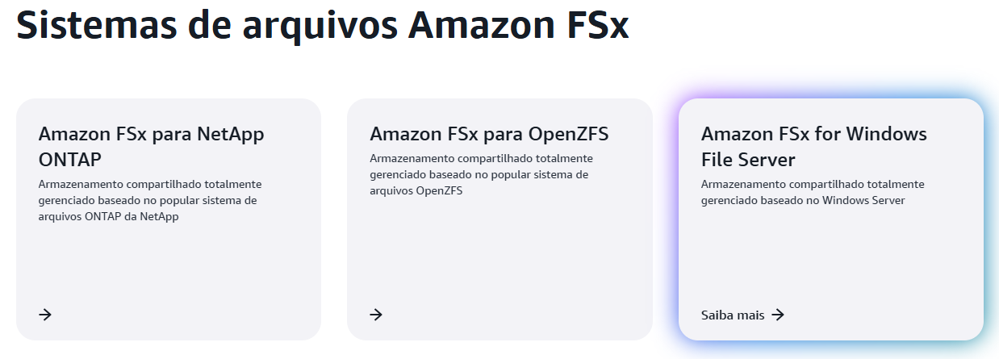 Sistemas de arquivos Amazon FSx
Amazon FSx para NetApp
ONTAP
Armazenamento compartilhado totalmente
gerenciado baseado no popular sistema de
arquivos ONTAP da NetApp
Amazon FSx para OpenZFS
Armazenamento compartilhado totalmente
gerenciado baseado no popular sistema de
arquivos OpenZFS
Amazon FSx for Windows
File Server
Armazenamento compartilhado totalmente
gerenciado baseado no Windows Server
Saiba mais